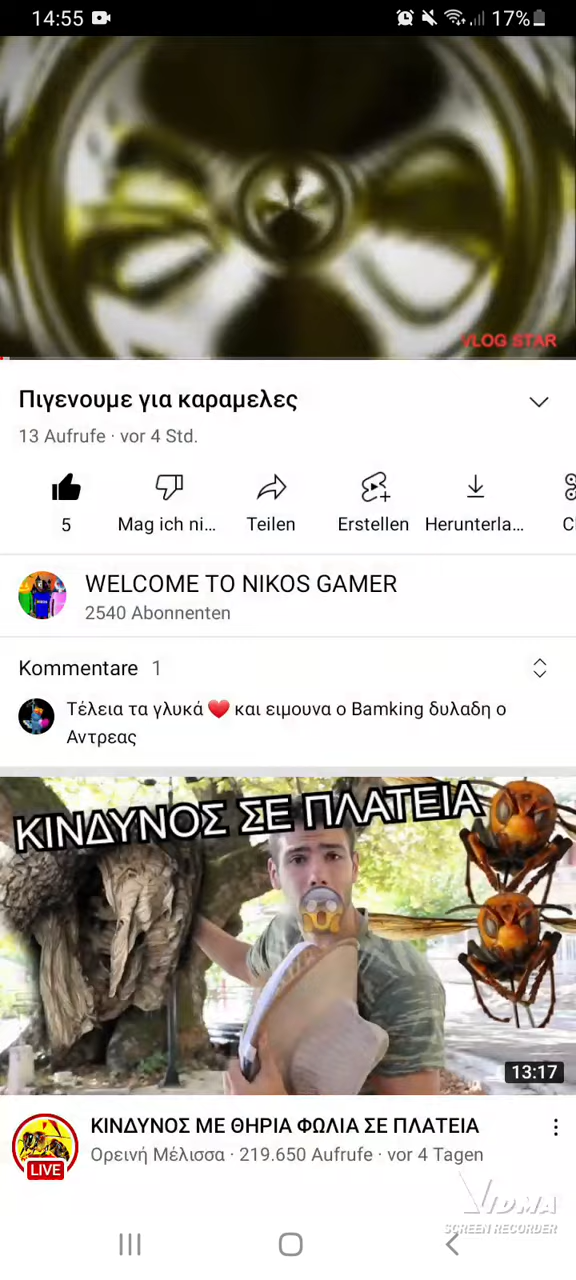 14:55 17%
VLOG STAR
Πιγενουμε για καραμελες
13 Aufrufe · vor 4 Std.
5 Mag ich ni... Teilen Erstellen Herunterla...
WELCOME TO NIKOS GAMER
2540 Abonnenten
Kommentare 1
Τέλεια τα γλυκά ❤️ και ειμουνα ο Bamking δυλαδη ο
Αντρεας
ΚΙΝΔΥΝΟΣ ΣΕ ΠΛΑΤΕΙΑ
13:17
ΚΙΝΔΥΝΟΣ ΜΕ ΘΗΡΙΑ ΦΩΛΙΑ ΣΕ ΠΛΑΤΕΙΑ
Ορεινή Μέλισσα · 219.650 Aufrufe · vor 4 Tagen
LIVE
VIDMA
SCREEN RECORDER